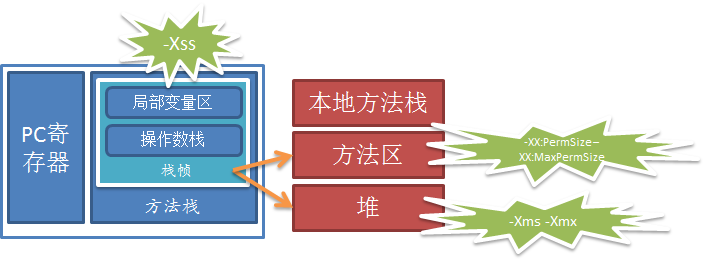 -Xss
PC寄
存器
局部变量区
操作数栈
栈帧
方法栈
本地方法栈
方法区
堆
-XX:PermSize--
XX:MaxPermSize
-Xms -Xmx